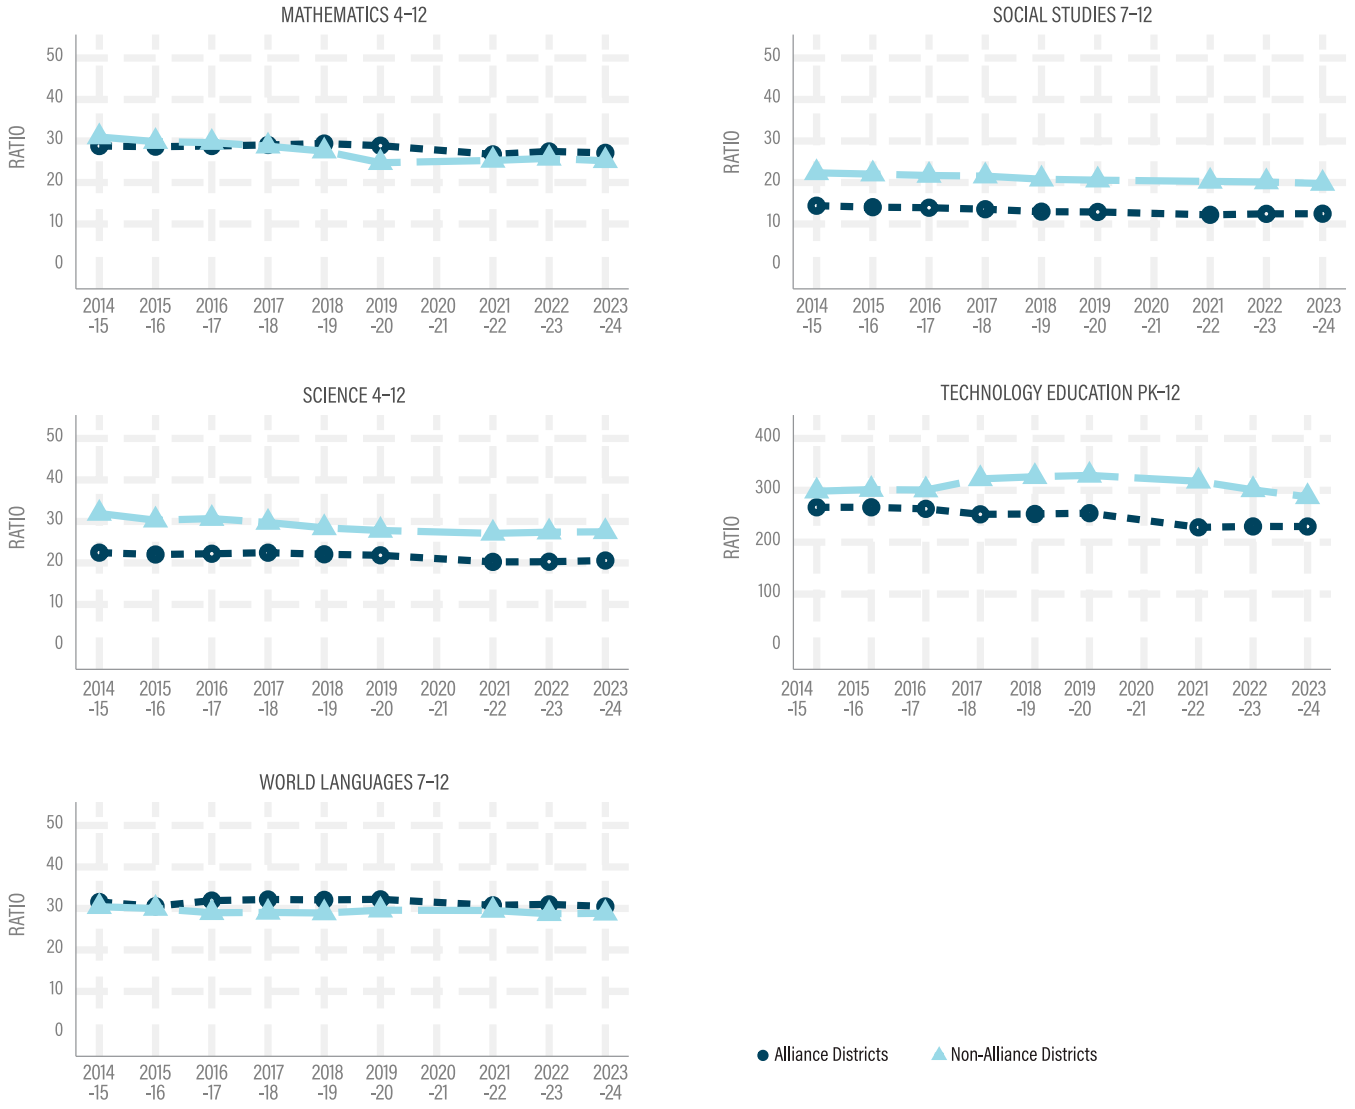 MATHEMATICS 4–12
RATIO
50
40
30
20
10
0
2014 2015 2016 2017 2018 2019 2020 2021 2022 2023
-15 -16 -17 -18 -19 -20 -21 -22 -23 -24
SOCIAL STUDIES 7–12
RATIO
50
40
30
20
10
0
2014 2015 2016 2017 2018 2019 2020 2021 2022 2023
-15 -16 -17 -18 -19 -20 -21 -22 -23 -24
SCIENCE 4–12
RATIO
50
40
30
20
10
0
2014 2015 2016 2017 2018 2019 2020 2021 2022 2023
-15 -16 -17 -18 -19 -20 -21 -22 -23 -24
TECHNOLOGY EDUCATION PK–12
RATIO
400
300
200
100
0
2014 2015 2016 2017 2018 2019 2020 2021 2022 2023
-15 -16 -17 -18 -19 -20 -21 -22 -23 -24
WORLD LANGUAGES 7–12
RATIO
50
40
30
20
10
0
2014 2015 2016 2017 2018 2019 2020 2021 2022 2023
-15 -16 -17 -18 -19 -20 -21 -22 -23 -24
Alliance Districts
Non-Alliance Districts